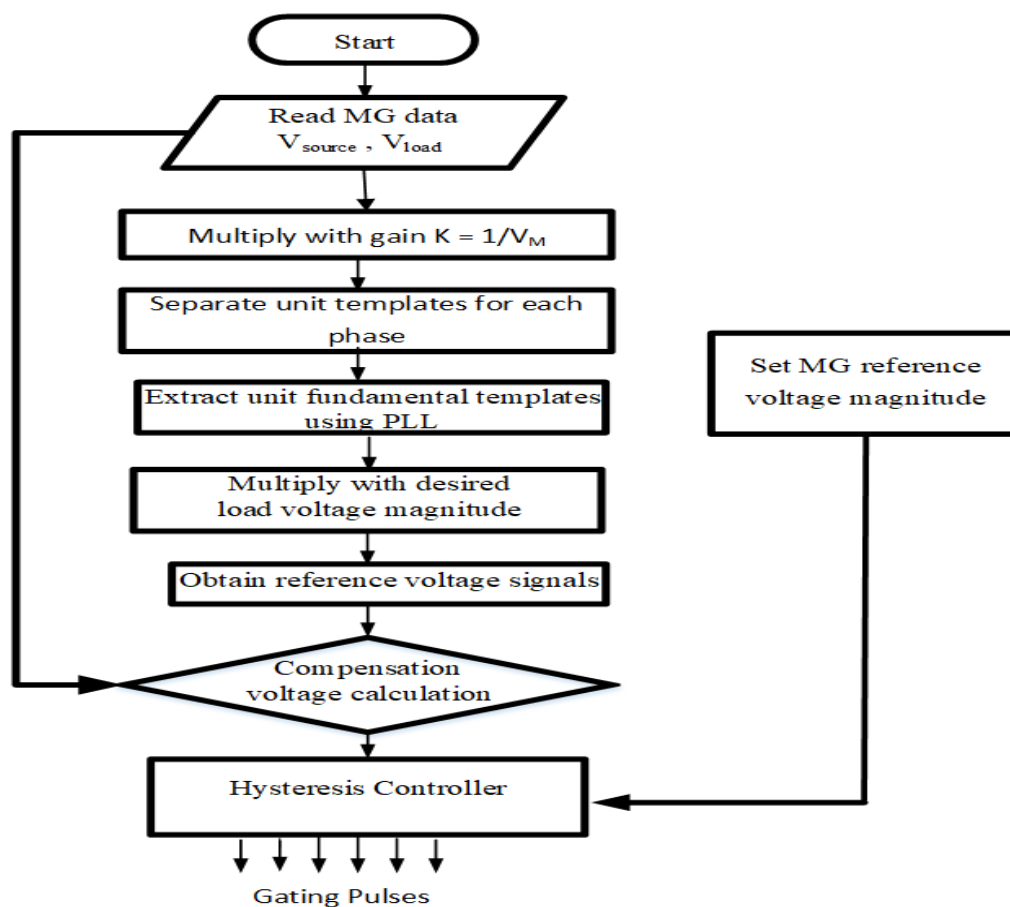 Start
Read MG data
Vsource , Vload
Multiply with gain K = 1/VM
Separate unit templates for each
phase
Extract unit fundamental templates
using PLL
Multiply with desired
load voltage magnitude
Obtain reference voltage signals
Compensation
voltage calculation
Hysteresis Controller
Gating Pulses
Set MG reference
voltage magnitude